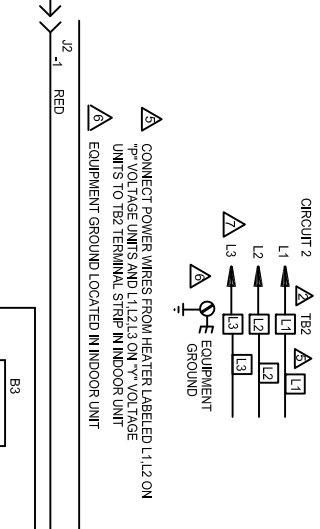 CIRCUIT 2
2
TB2
5
L1
L1
L1
L2
L2
L2
7
L3
L3
L3
6
EQUIPMENT
GROUND
5
CONNECT POWER WIRES FROM HEATER LABELED L1,L2 ON
"P" VOLTAGE UNITS AND L1,L2,L3 ON "Y" VOLTAGE
UNITS TO TB2 TERMINAL STRIP IN INDOOR UNIT
6
EQUIPMENT GROUND LOCATED IN INDOOR UNIT
J2
-1
RED
B3